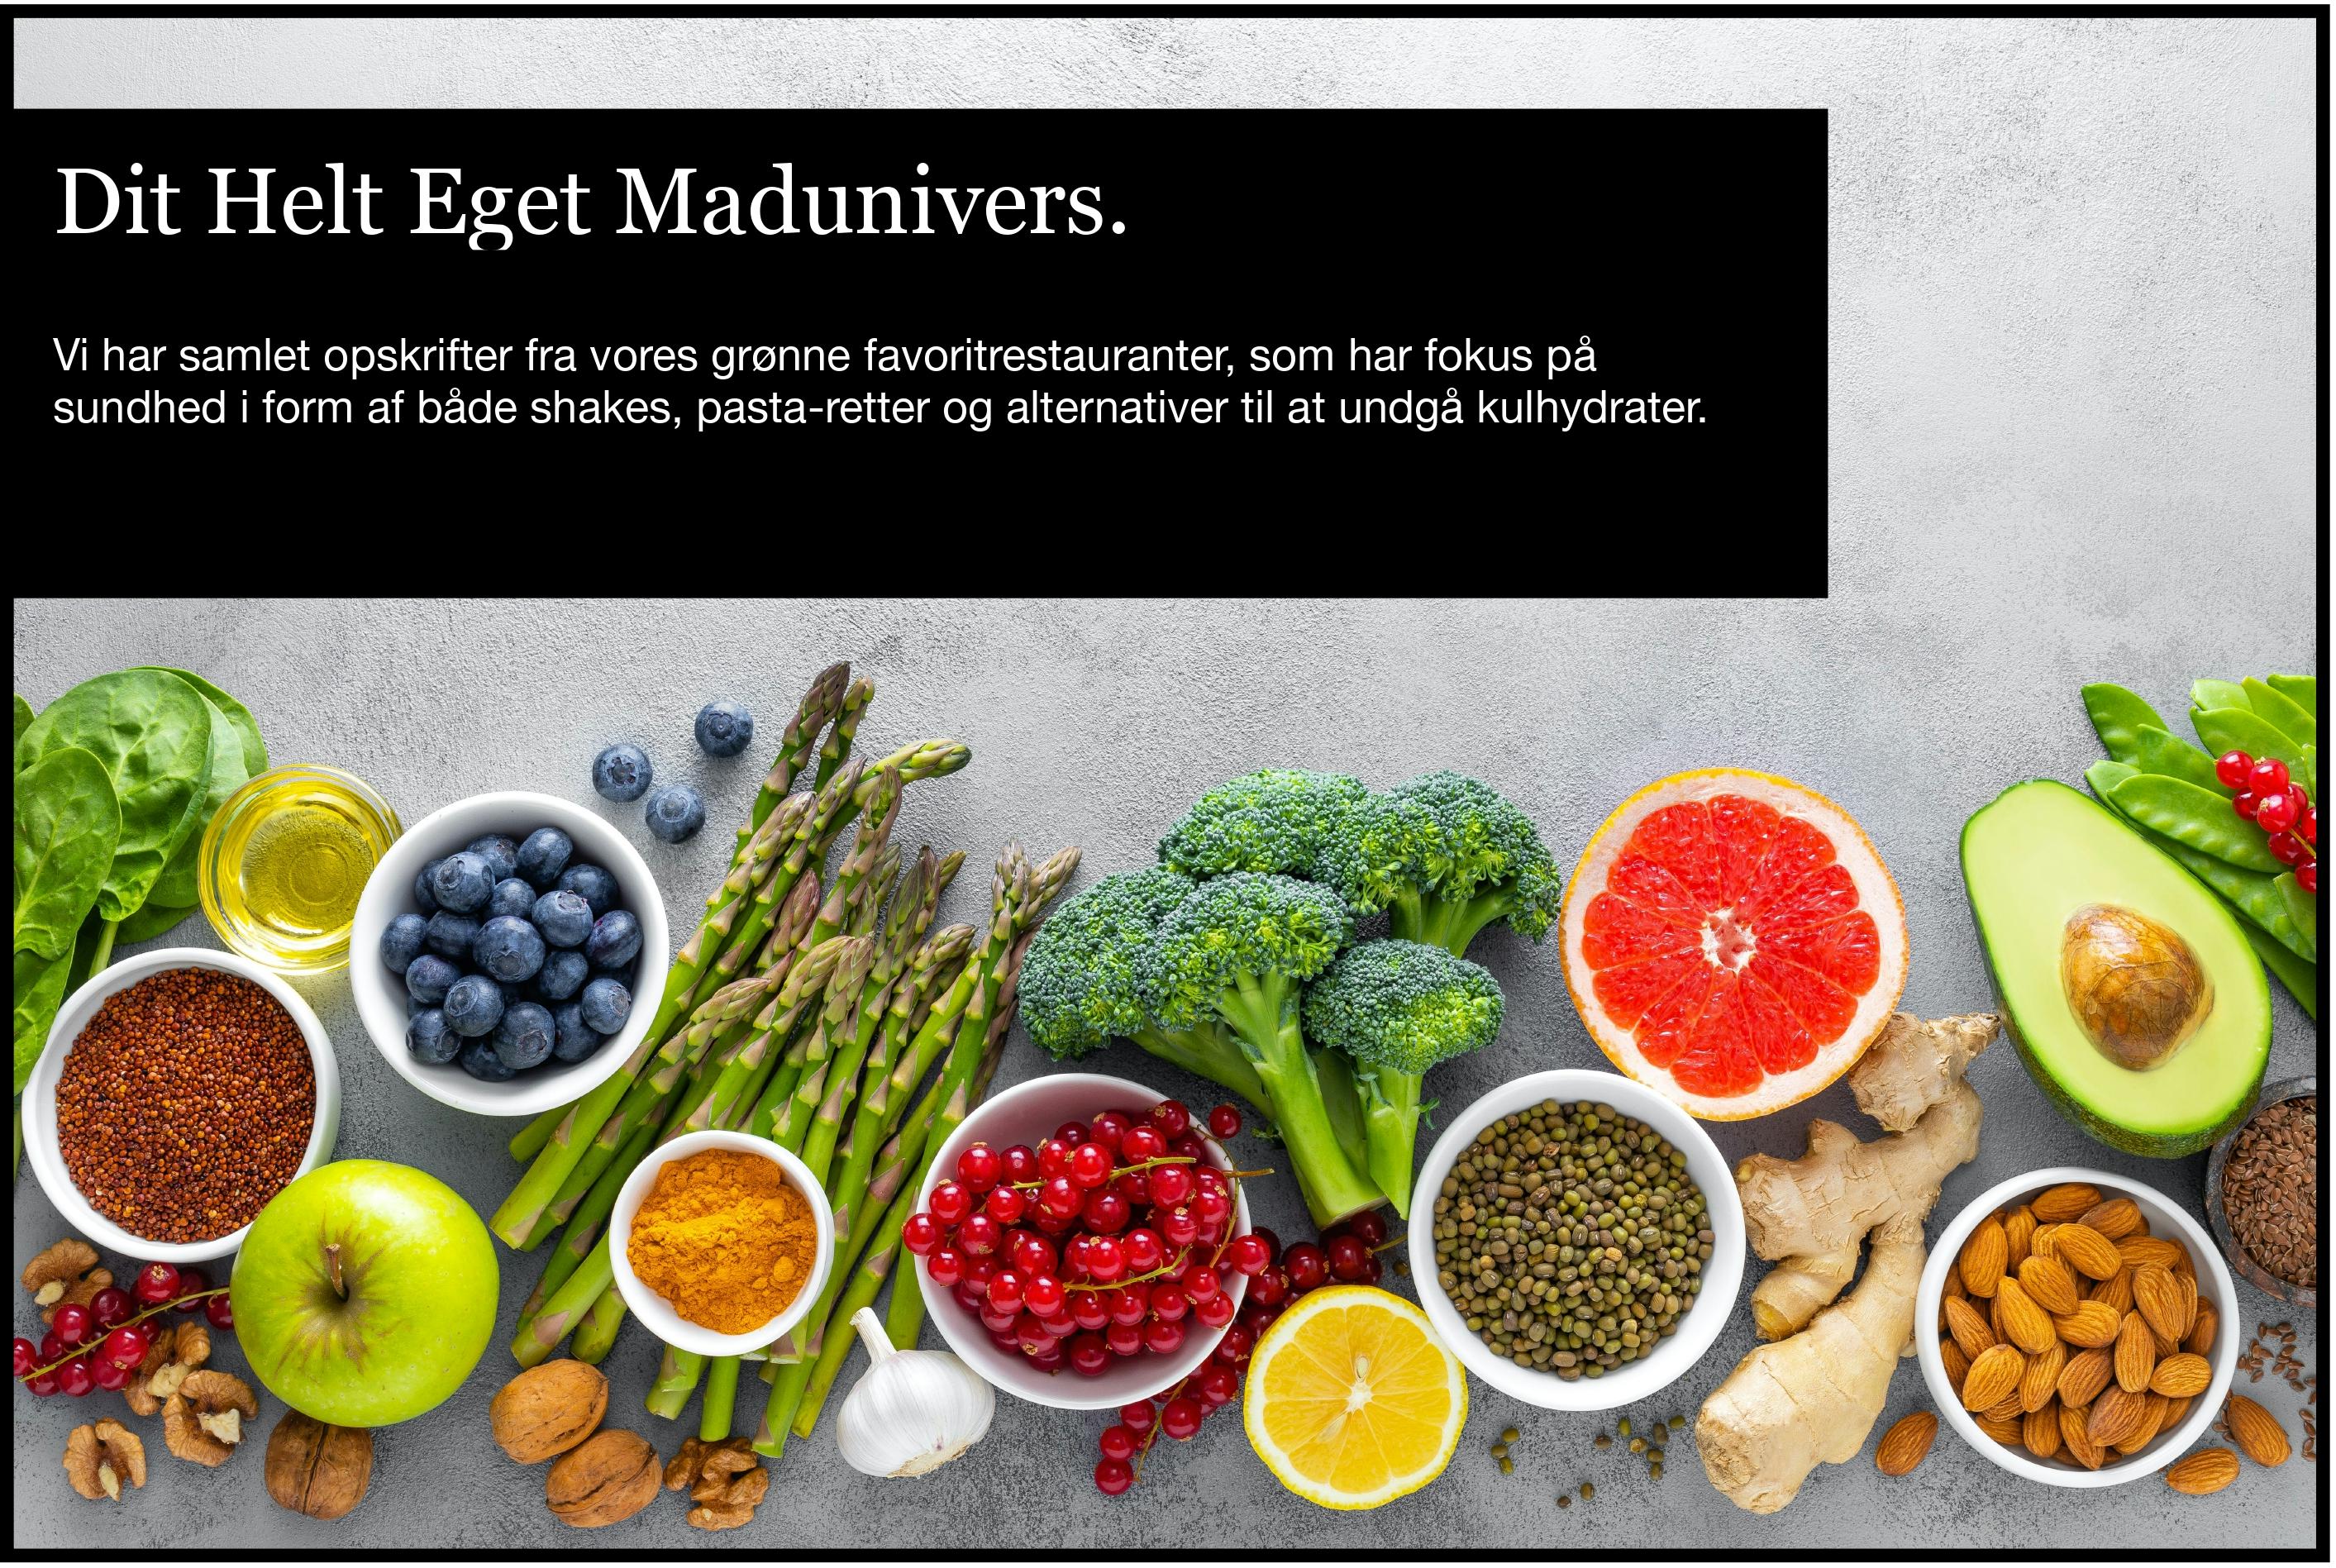 Dit Helt Eget Madunivers.
Vi har samlet opskrifter fra vores grønne favoritrestauranter, som har fokus på
sundhed i form af både shakes, pasta-retter og alternativer til at undgå kulhydrater.